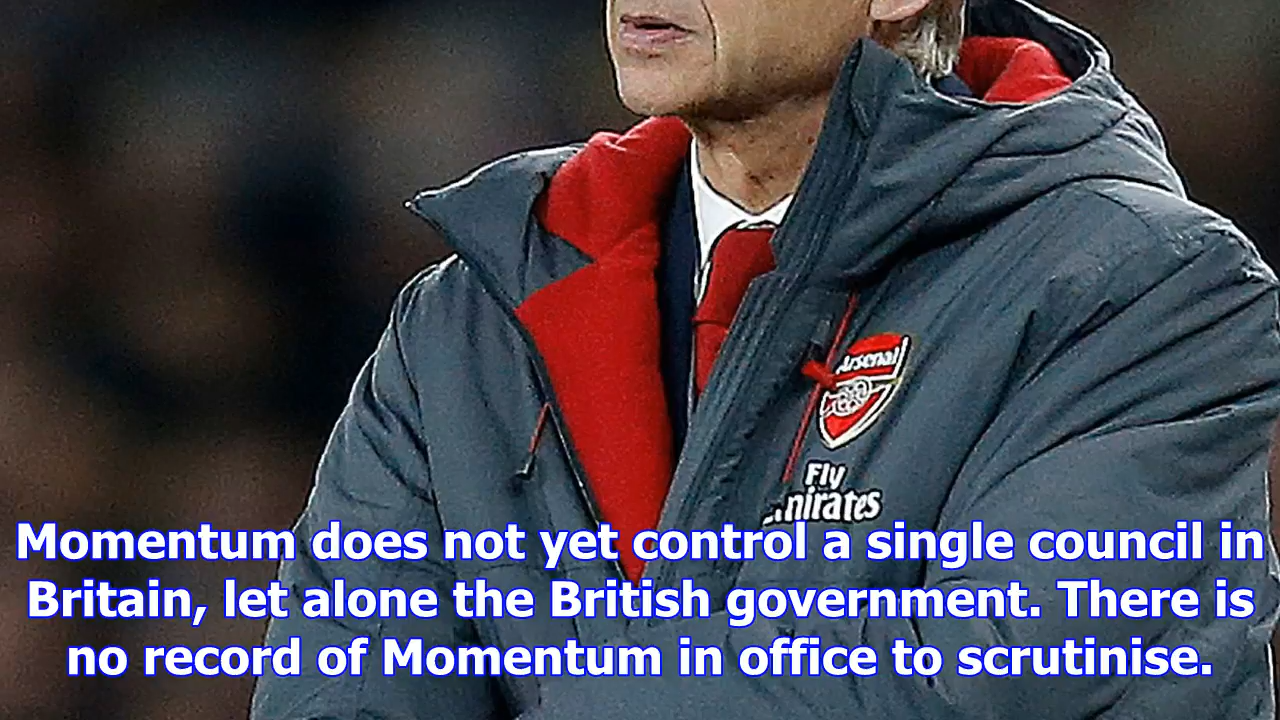 Arsenal
Fly
Emirates
Momentum does not yet control a single council in
Britain, let alone the British government. There is
no record of Momentum in office to scrutinise.